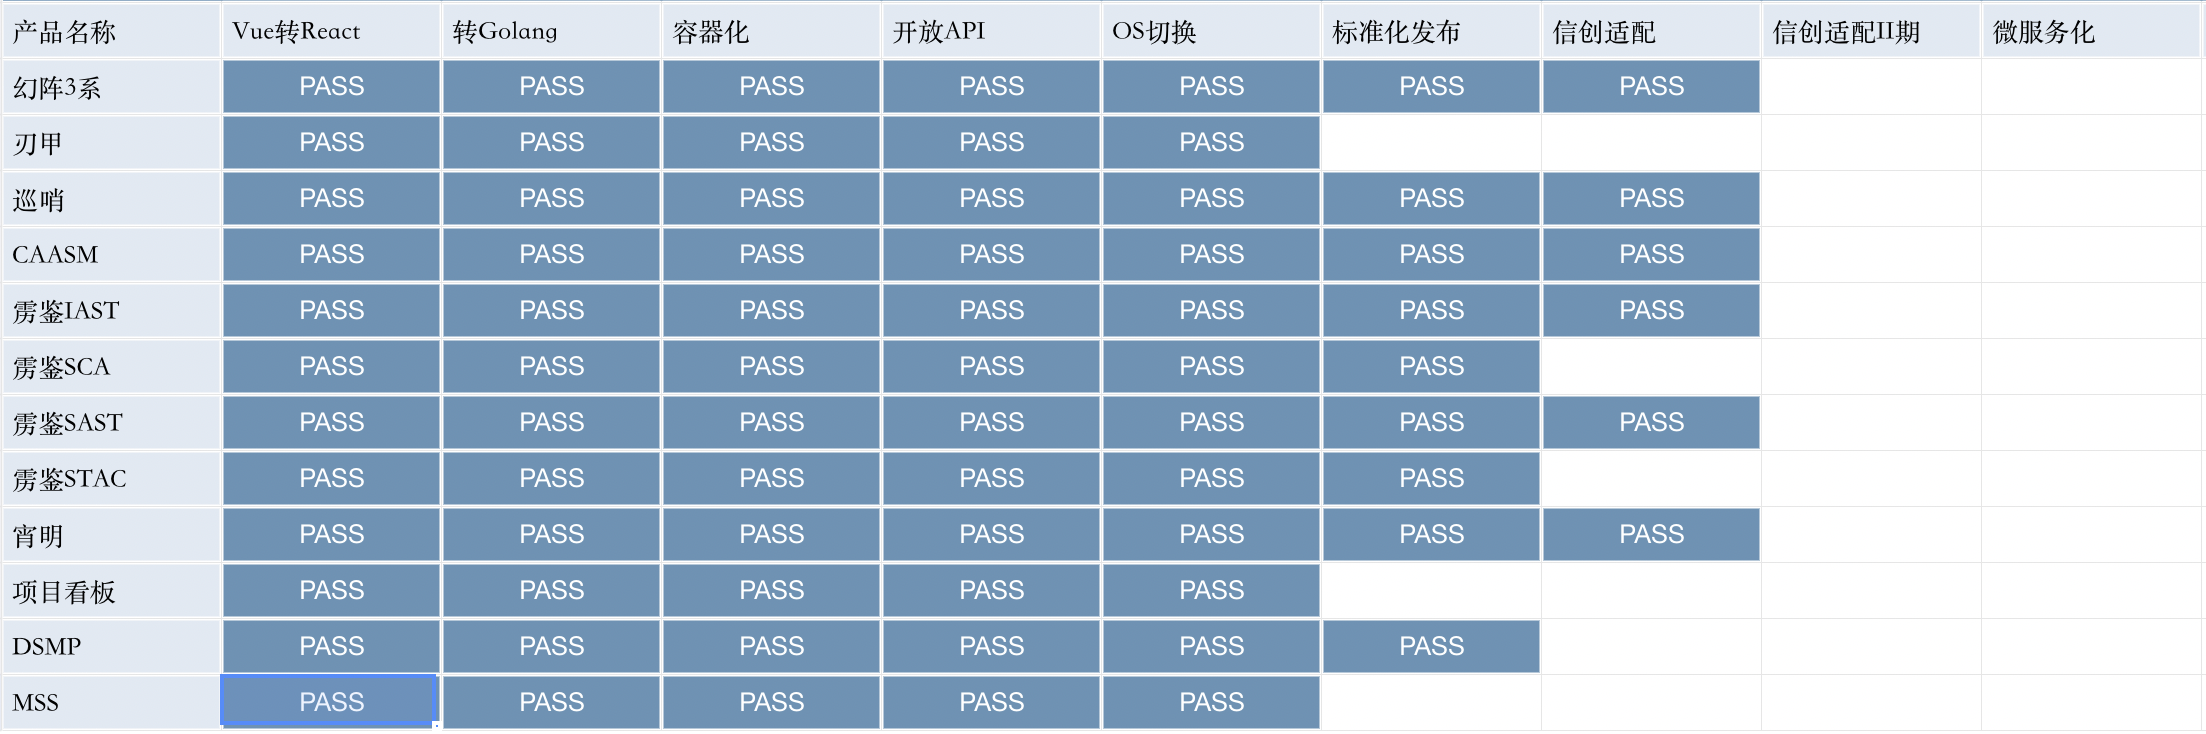 产品名称 Vue转React 转Golang 容器化 开放API OS切换 标准化发布 信创适配 信创适配II期 微服务化
幻阵3系 PASS PASS PASS PASS PASS PASS PASS
刃甲 PASS PASS PASS PASS PASS
巡哨 PASS PASS PASS PASS PASS PASS PASS
CAASM PASS PASS PASS PASS PASS PASS PASS
雳鉴IAST PASS PASS PASS PASS PASS PASS PASS
雳鉴SCA PASS PASS PASS PASS PASS PASS
雳鉴SAST PASS PASS PASS PASS PASS PASS PASS
雳鉴STAC PASS PASS PASS PASS PASS PASS
宵明 PASS PASS PASS PASS PASS PASS PASS
项目看板 PASS PASS PASS PASS PASS
DSMP PASS PASS PASS PASS PASS PASS
MSS PASS PASS PASS PASS PASS